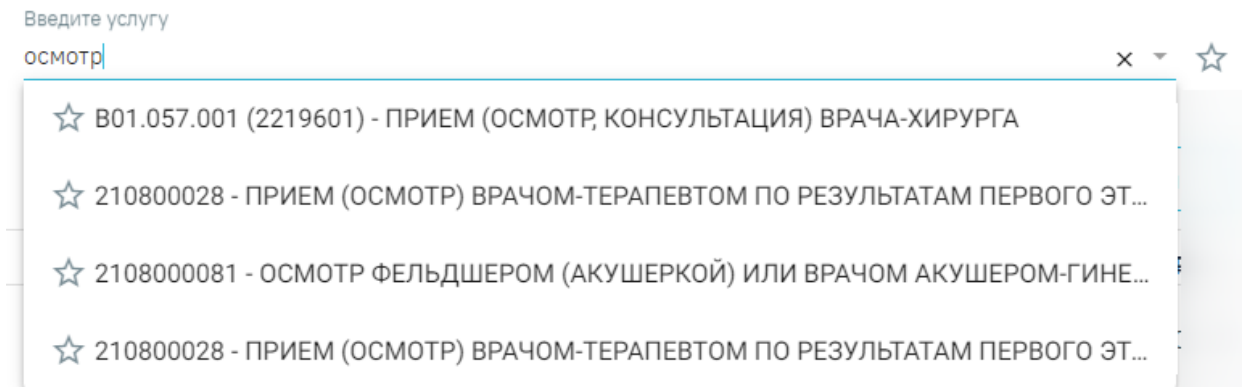 Введите услугу
осмотр
B01.057.001 (2219601) - ПРИЕМ (ОСМОТР, КОНСУЛЬТАЦИЯ) ВРАЧА-ХИРУРГА
210800028 - ПРИЕМ (ОСМОТР) ВРАЧОМ-ТЕРАПЕВТОМ ПО РЕЗУЛЬТАТАМ ПЕРВОГО ЭТ...
2108000081 - ОСМОТР ФЕЛЬДШЕРОМ (АКУШЕРКОЙ) ИЛИ ВРАЧОМ АКУШЕРОМ-ГИНЕ...
210800028 - ПРИЕМ (ОСМОТР) ВРАЧОМ-ТЕРАПЕВТОМ ПО РЕЗУЛЬТАТАМ ПЕРВОГО ЭТ...